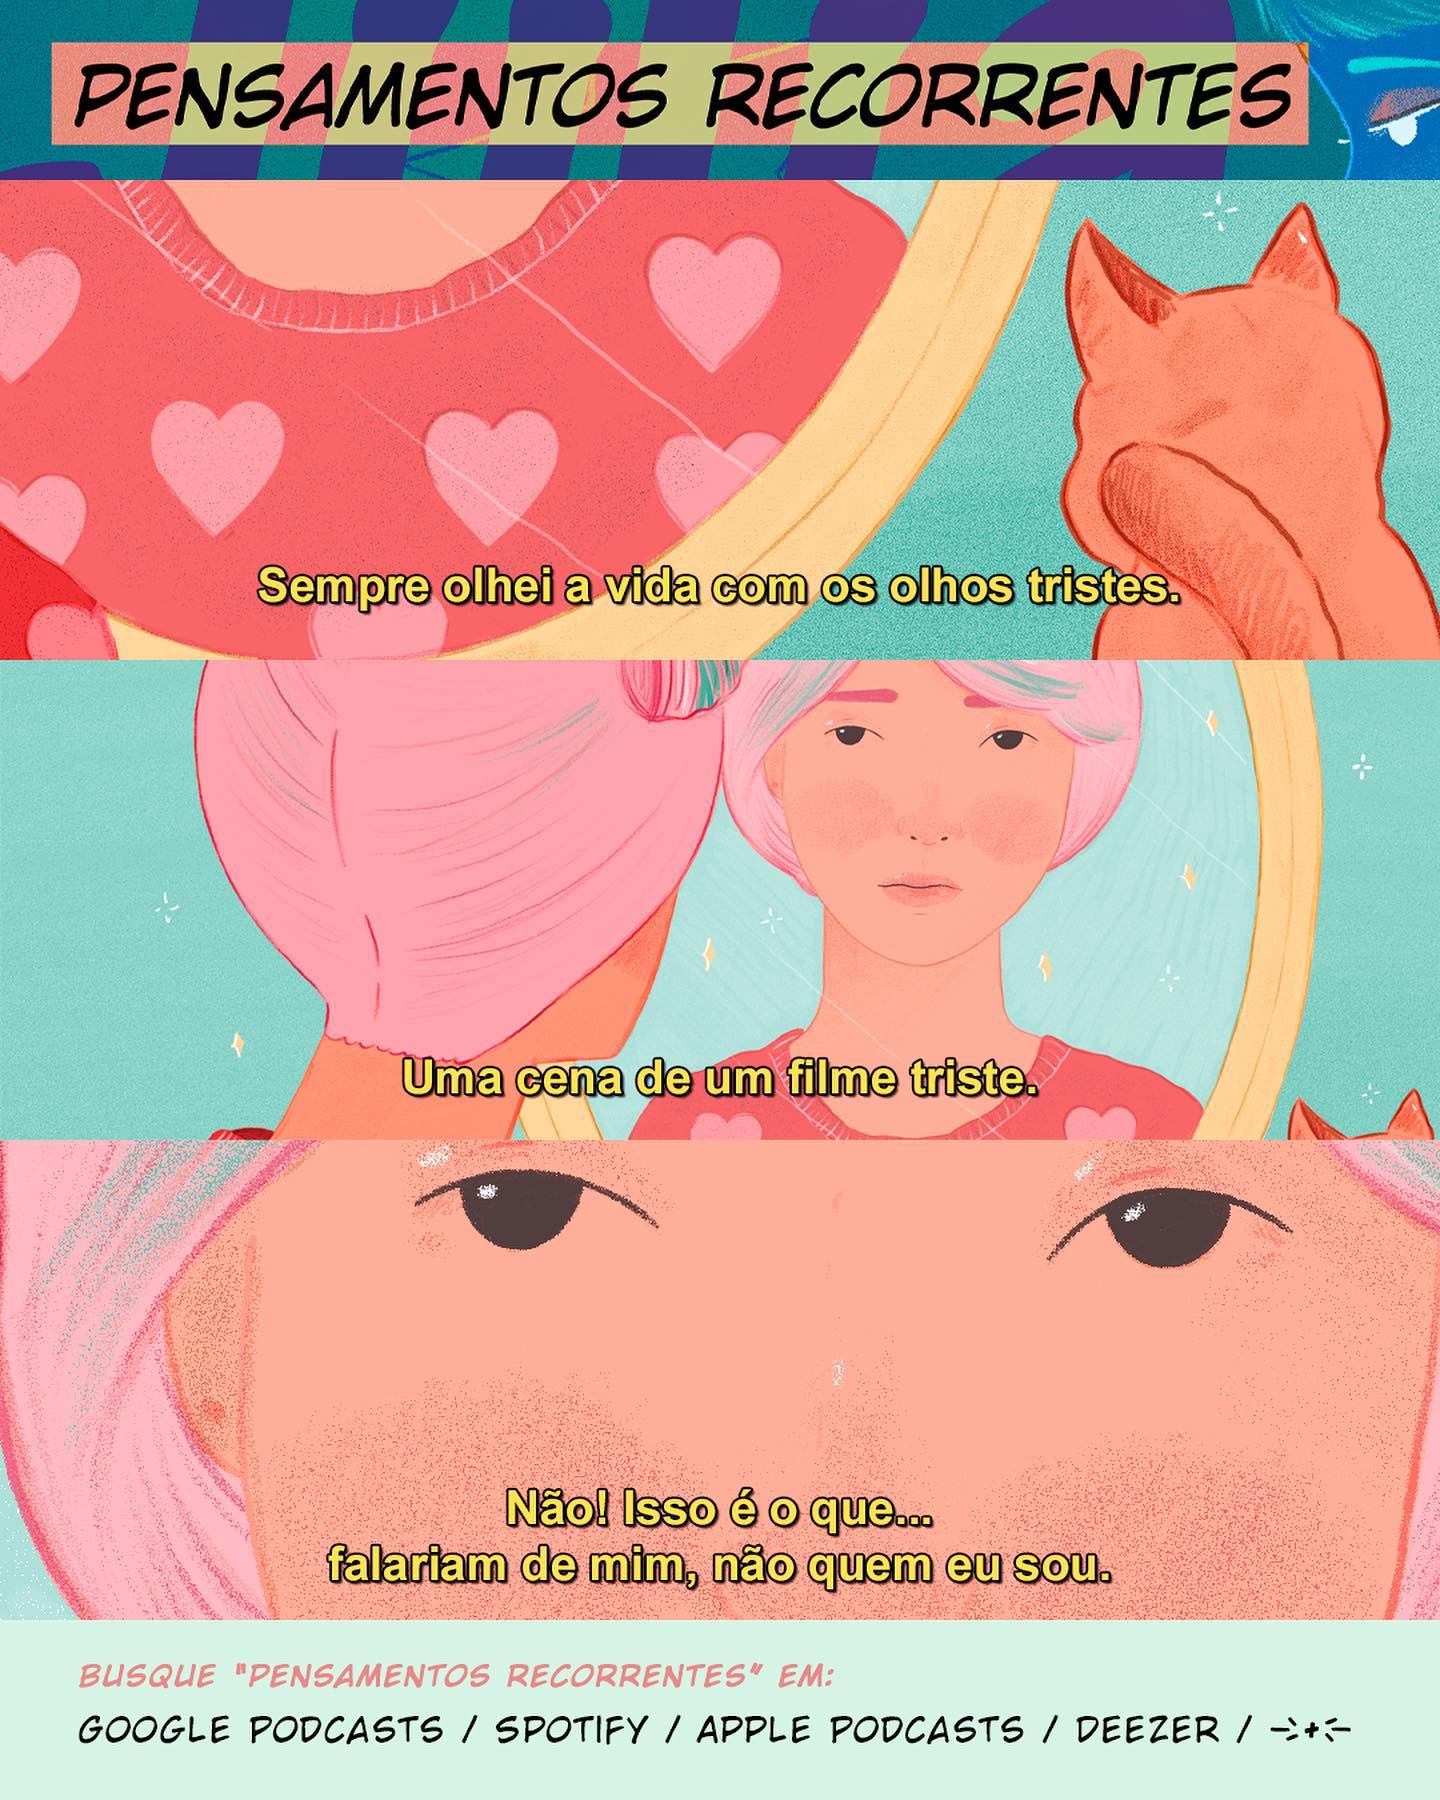 PENSAMENTOS RECORRENTES
Sempre olhei a vida com os olhos tristes.
Uma cena de um filme triste.
Não! Isso é o que...
falariam de mim, não quem eu sou.
BUSQUE "PENSAMENTOS RECORRENTES" EM:
GOOGLE PODCASTS / SPOTIFY / APPLE PODCASTS / DEEZER /